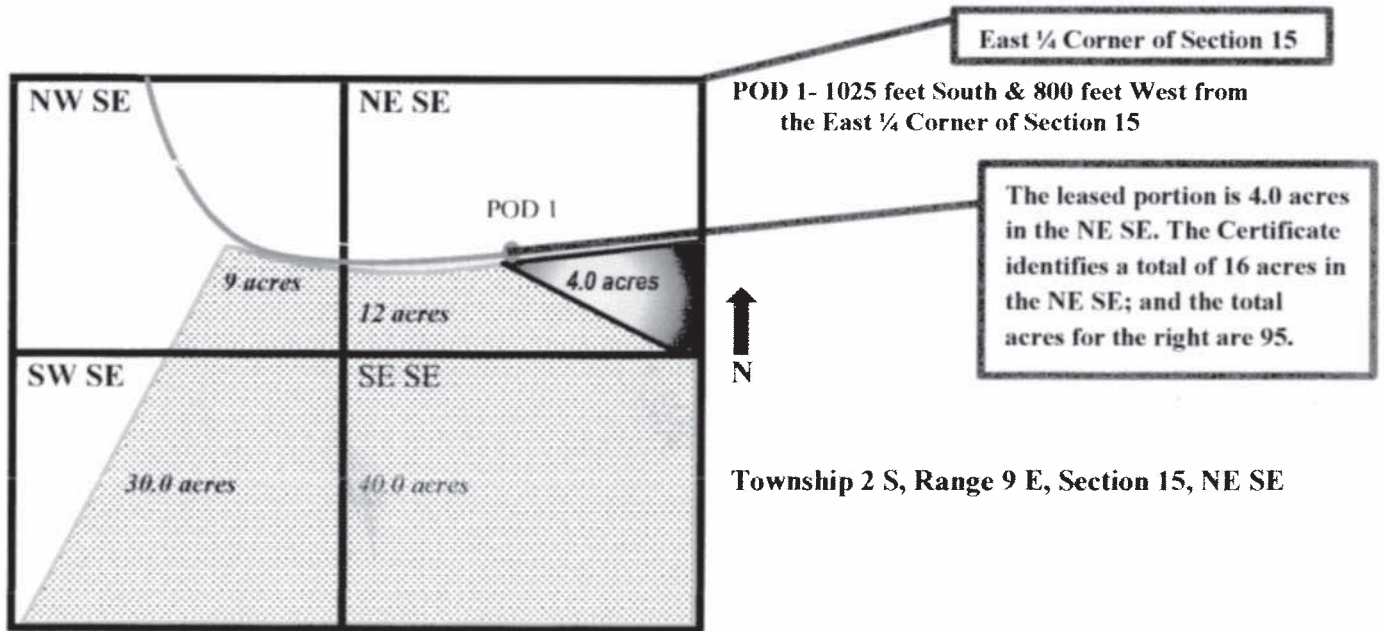 East ¼ Corner of Section 15
NW SE
NE SE
POD 1- 1025 feet South & 800 feet West from
the East ¼ Corner of Section 15
POD 1
The leased portion is 4.0 acres
in the NE SE. The Certificate
identifies a total of 16 acres in
the NE SE; and the total
acres for the right are 95.
9 acres
4.0 acres
12 acres
N
SW SE
SE SE
30.0 acres
40.0 acres
Township 2 S, Range 9 E, Section 15, NE SE